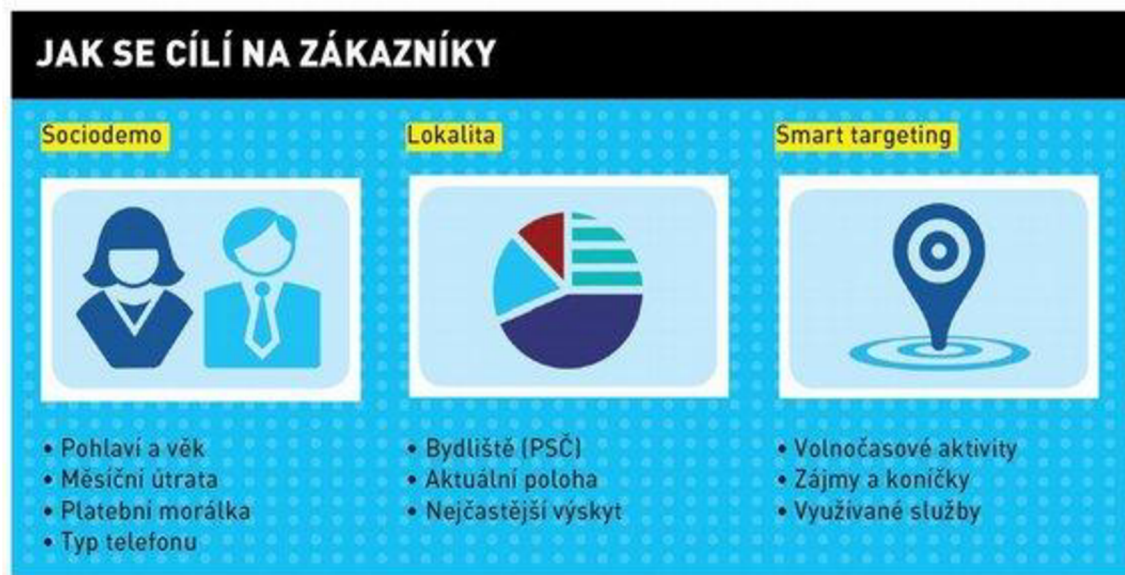 JAK SE CÍLÍ NA ZÁKAZNÍKY
Sociodemo
• Pohlaví a věk
• Měsíční útrata
• Platební morálka
• Typ telefonu
Lokalita
• Bydliště (PSČ)
• Aktuální poloha
• Nejčastější výskyt
Smart targeting
• Volnočasové aktivity
• Zájmy a koníčky
• Využívané služby